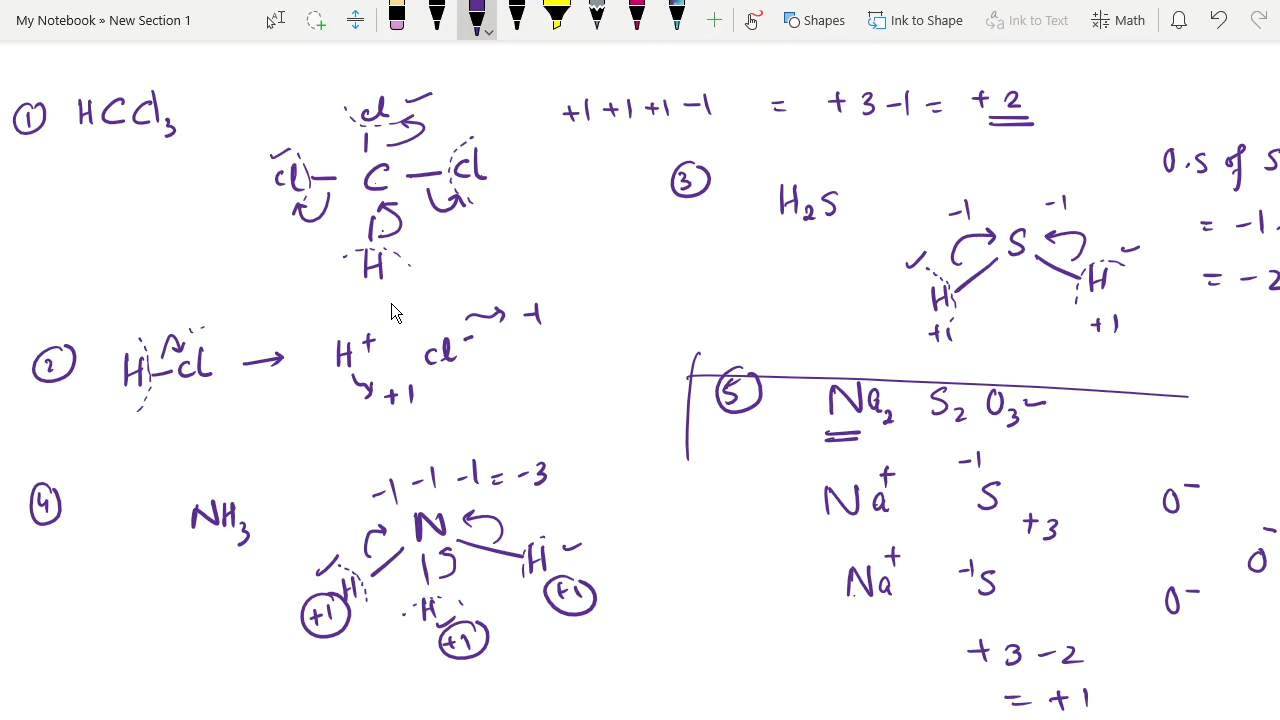 My Notebook » New Section 1
Shapes
Ink to Shape
Ink to Text
Math
① HCCl3
Cl
Cl – C – Cl
H
+1 +1 +1 -1 = +3 -1 = +2
② H–Cl → H+ Cl- → -1
+1
③ H2S
-1 -1
S
H H
+1 +1
O.S of S
= -1
= -2
④ NH3
-1 -1 -1 = -3
N
H H H
+1 +1 +1
⑤ Na2 S2 O3
Na+ -1 S O-
+3
O-
Na+ -1 S O-
+3 -2
= +1